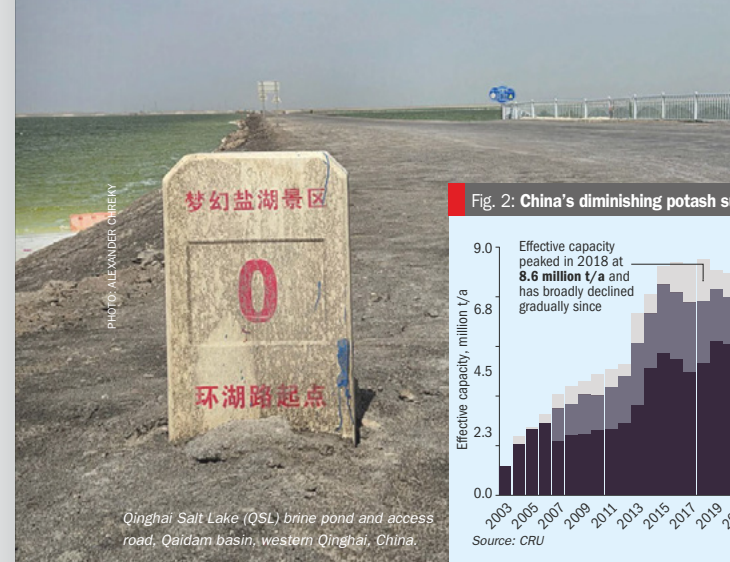 PHOTO: ALEXANDER CHREKY
梦幻盐湖景区
0
环湖路起点
Qinghai Salt Lake (QSL) brine pond and access
road, Qaidam basin, western Qinghai, China.
Fig. 2: China's diminishing potash
Effective capacity, million t/a
9.0
6.8
4.5
2.3
0.0
Effective capacity
peaked in 2018 at
8.6 million t/a and
has broadly declined
gradually since
2003
2005
2007
2009
2011
2013
2015
2017
2019
Source: CRU